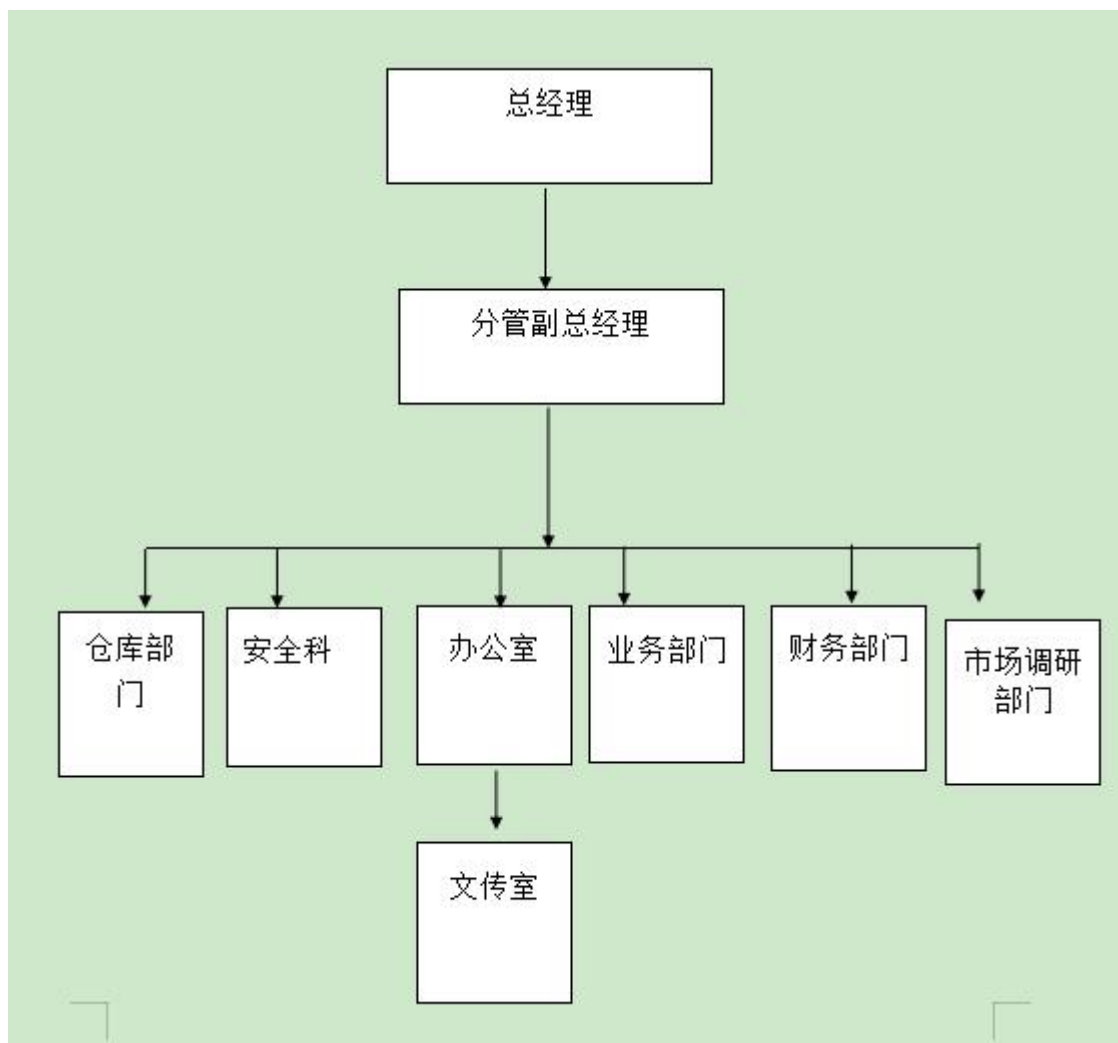 总经理
分管副总经理
仓库部
门
安全科
办公室
业务部门
财务部门
市场调研
部门
文传室